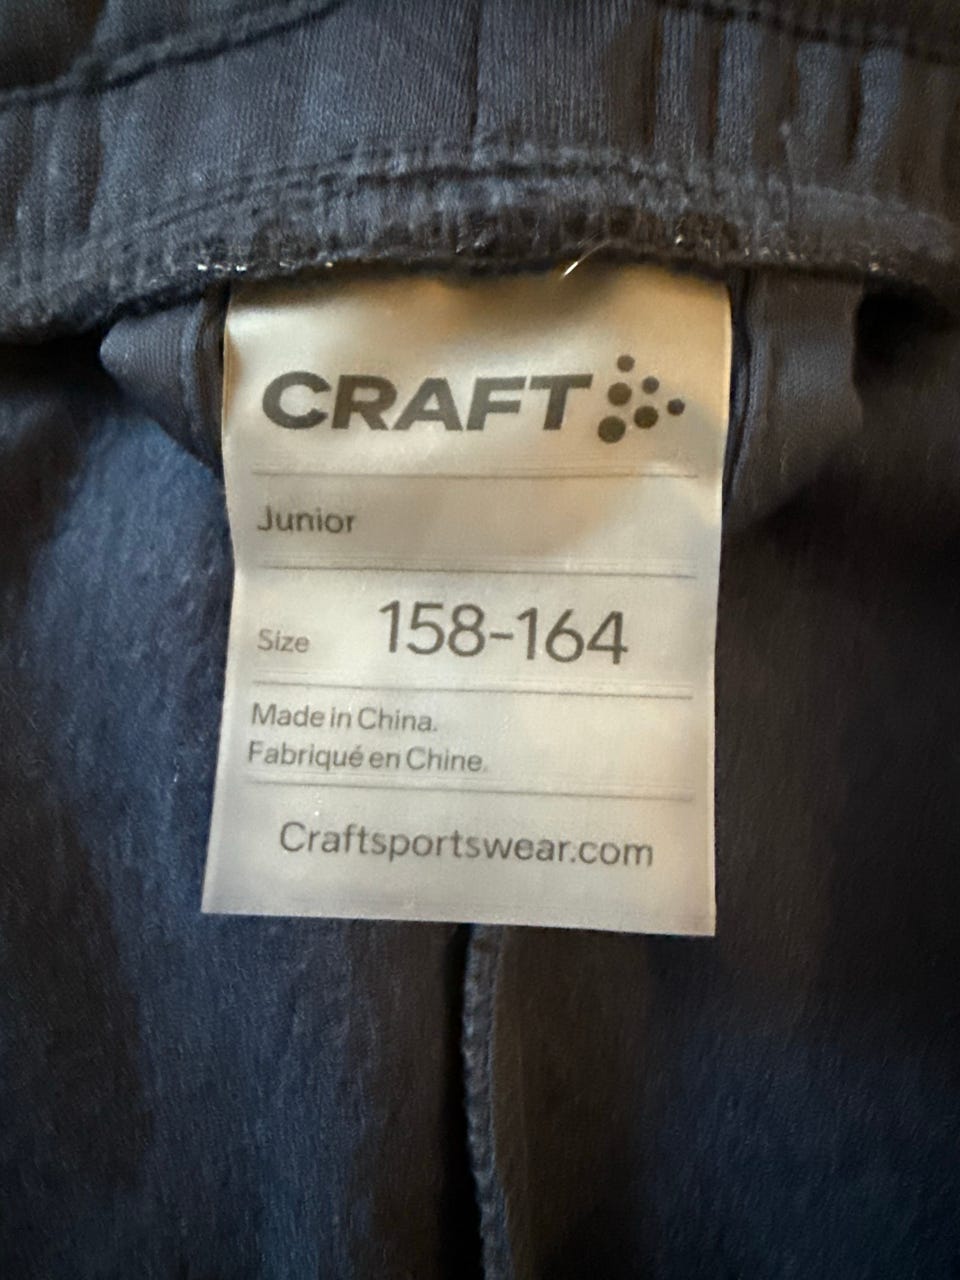 CRAFT
Junior
Size 158-164
Made in China.
Fabriqué en Chine.
Craftsportswear.com